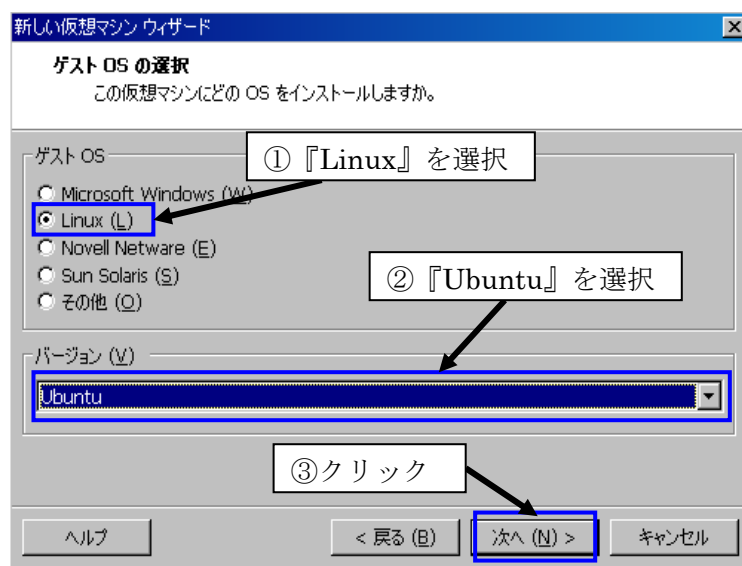 新しい仮想マシン ウィザード
ゲスト OS の選択
この仮想マシンにどの OS をインストールしますか。
ゲスト OS
①『Linux』を選択
Microsoft Windows (W)
Linux (L)
Novell Netware (E)
Sun Solaris (S)
②『Ubuntu』を選択
その他 (O)
バージョン (V)
Ubuntu
③クリック
ヘルプ
< 戻る (B)
次へ (N) >
キャンセル